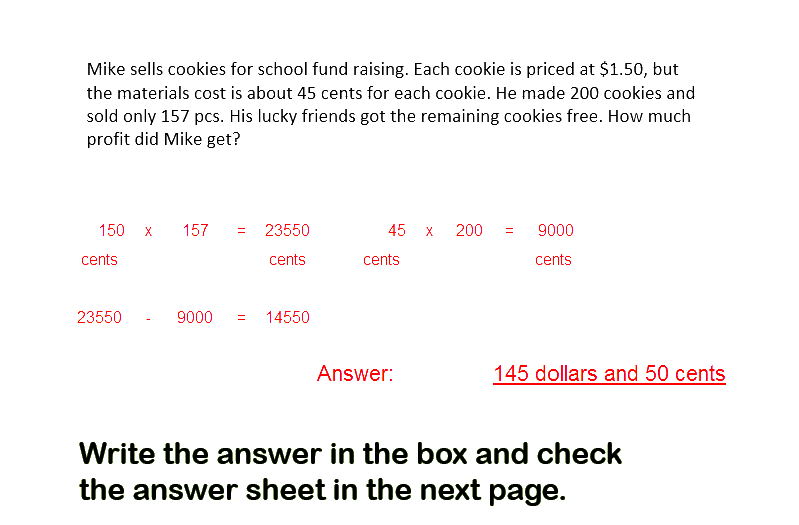 Mike sells cookies for school fund raising. Each cookie is priced at $1.50, but
the materials cost is about 45 cents for each cookie. He made 200 cookies and
sold only 157 pcs. His lucky friends got the remaining cookies free. How much
profit did Mike get?
150 x 157 = 23550 45 x 200 = 9000
cents cents cents cents
23550 - 9000 = 14550
Answer: 145 dollars and 50 cents
Write the answer in the box and check
the answer sheet in the next page.